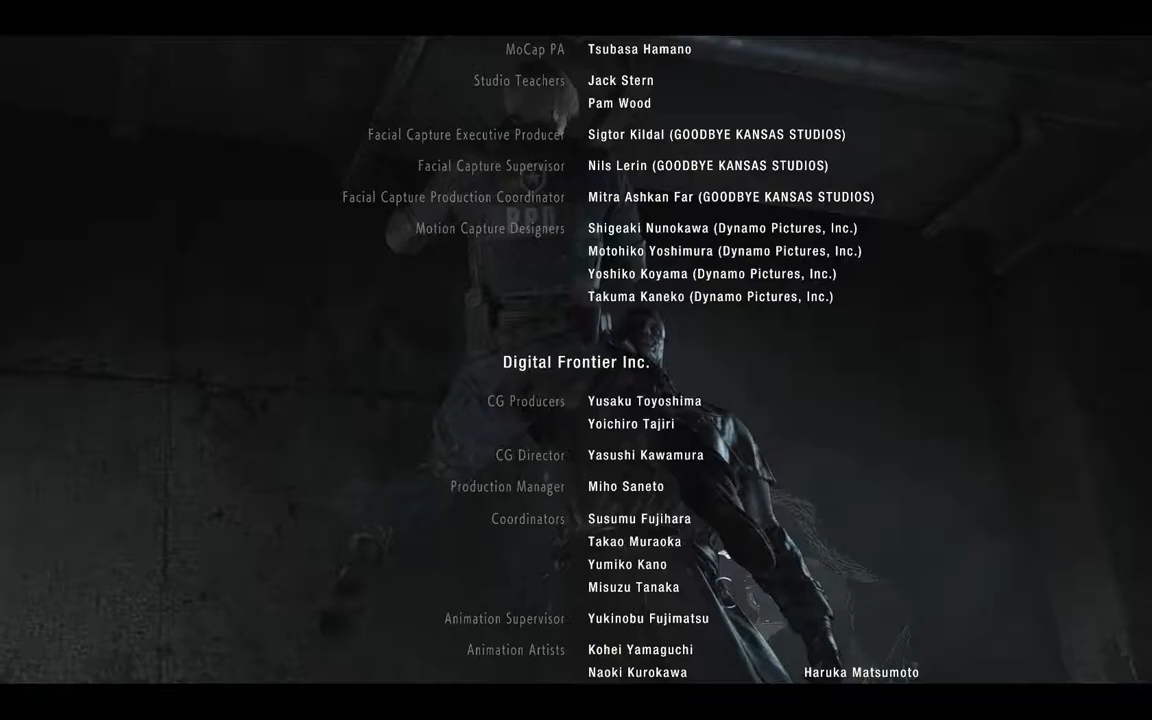 MoCap PA Tsubasa Hamano
Studio Teachers Jack Stern
Pam Wood
Facial Capture Executive Producer Sigtor Kildal (GOODBYE KANSAS STUDIOS)
Facial Capture Supervisor Nils Lerin (GOODBYE KANSAS STUDIOS)
Facial Capture Production Coordinator Mitra Ashkan Far (GOODBYE KANSAS STUDIOS)
Motion Capture Designers Shigeaki Nunokawa (Dynamo Pictures, Inc.)
Motohiko Yoshimura (Dynamo Pictures, Inc.)
Yoshiko Koyama (Dynamo Pictures, Inc.)
Takuma Kaneko (Dynamo Pictures, Inc.)
Digital Frontier Inc.
CG Producers Yusaku Toyoshima
Yoichiro Tajiri
CG Director Yasushi Kawamura
Production Manager Miho Saneto
Coordinators Susumu Fujihara
Takao Muraoka
Yumiko Kano
Misuzu Tanaka
Animation Supervisor Yukinobu Fujimatsu
Animation Artists Kohei Yamaguchi
Naoki Kurokawa Haruka Matsumoto